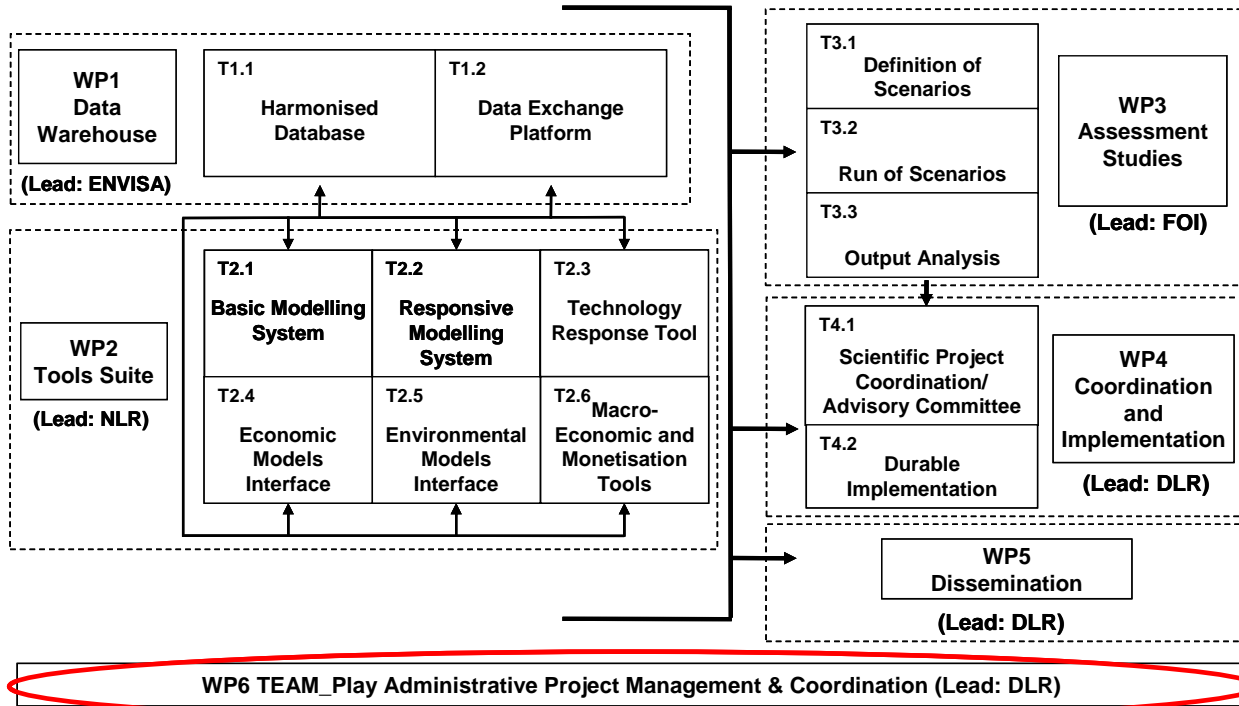 WP1
Data
Warehouse
(Lead: ENVISA)
T1.1
Harmonised
Database
T1.2
Data Exchange
Platform
WP2
Tools Suite
(Lead: NLR)
T2.1
Basic Modelling
System
T2.2
Responsive
Modelling
System
T2.3
Technology
Response Tool
T2.4
Economic
Models
Interface
T2.5
Environmental
Models
Interface
T2.6
Macro-
Economic and
Monetisation
Tools
T3.1
Definition of
Scenarios
T3.2
Run of Scenarios
T3.3
Output Analysis
WP3
Assessment
Studies
(Lead: FOI)
T4.1
Scientific Project
Coordination/
Advisory Committee
T4.2
Durable
Implementation
WP4
Coordination
and
Implementation
(Lead: DLR)
WP5
Dissemination
(Lead: DLR)
WP6 TEAM_Play Administrative Project Management & Coordination (Lead: DLR)